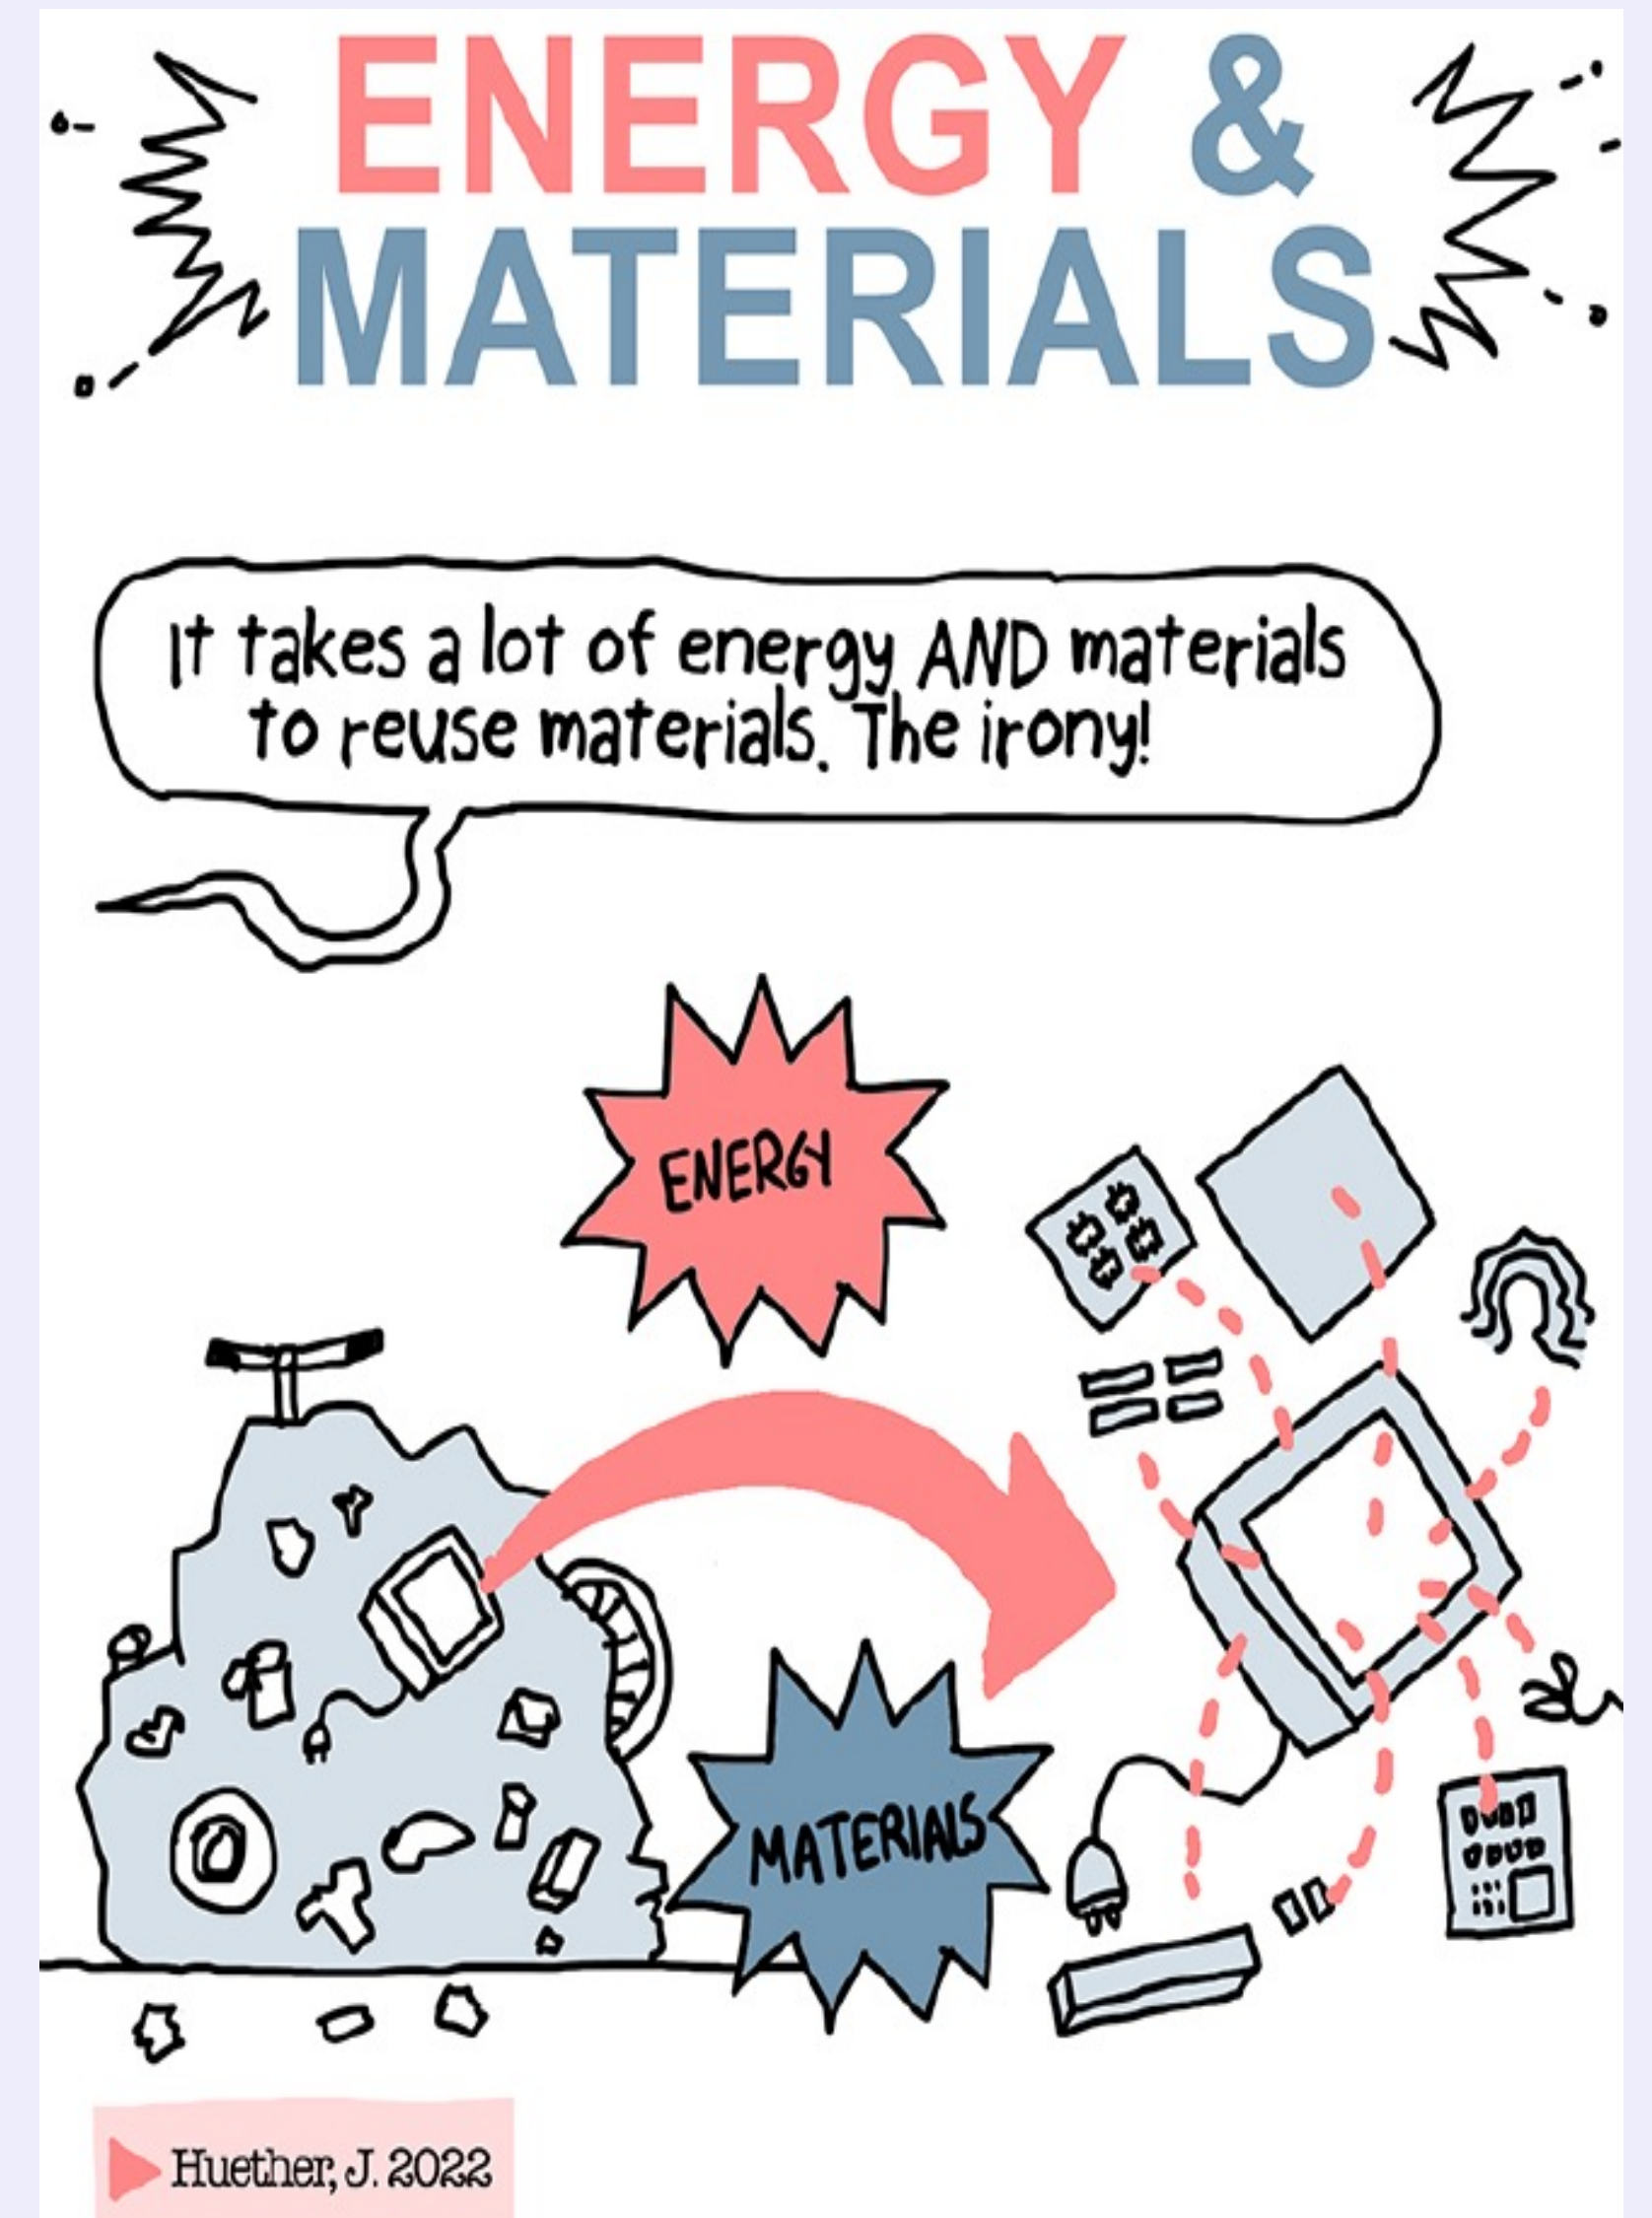 ENERGY &
MATERIALS
It takes a lot of energy AND materials
to reuse materials. The irony!
ENERGY
MATERIALS
Huether, J. 2022